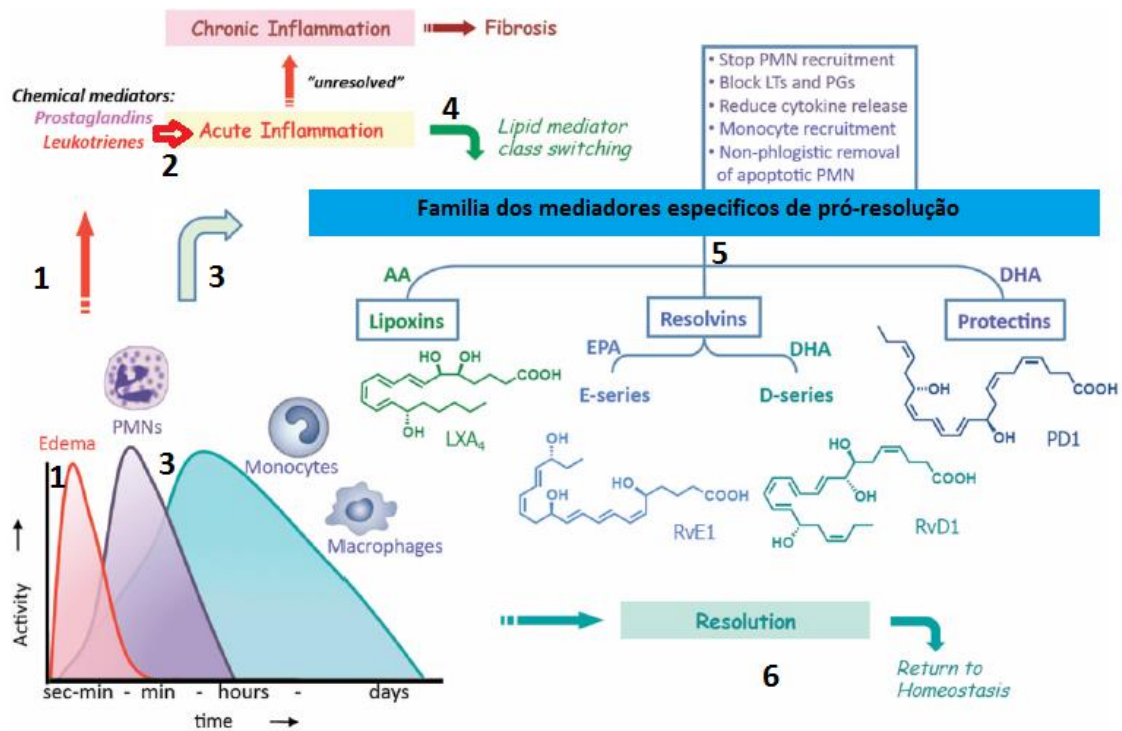 Chronic Inflammation
Fibrosis
"unresolved"
Chemical mediators:
Prostaglandins
Leukotrienes
2
Acute Inflammation
4
Lipid mediator
class switching
• Stop PMN recruitment
• Block LTs and PGs
• Reduce cytokine release
• Monocyte recruitment
• Non-phlogistic removal
of apoptotic PMN
Familia dos mediadores especificos de pró-resolução
1
3
5
AA
DHA
Lipoxins
Resolvins
Protectins
EPA
DHA
E-series
D-series
HO
OH
COOH
OH
LXA4
OH
OH
HO
COOH
RvE1
HO
OH
COOH
HO
RvD1
OH
COOH
OH
PD1
PMNs
Edema
1
3
Monocytes
Macrophages
Activity
sec-min - min - hours - days
time
Resolution
6
Return to
Homeostasis